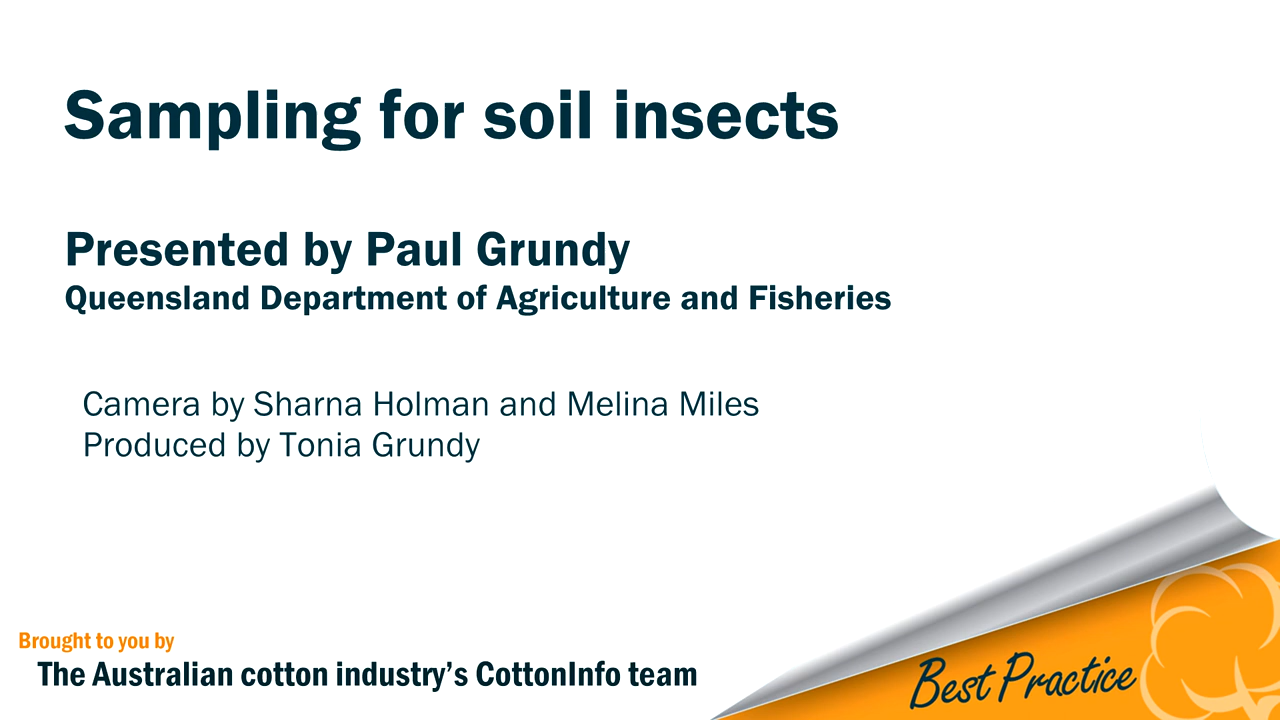 Sampling for soil insects
Presented by Paul Grundy
Queensland Department of Agriculture and Fisheries
Camera by Sharna Holman and Melina Miles
Produced by Tonia Grundy
Brought to you by
The Australian cotton industry’s CottonInfo team
Best Practice